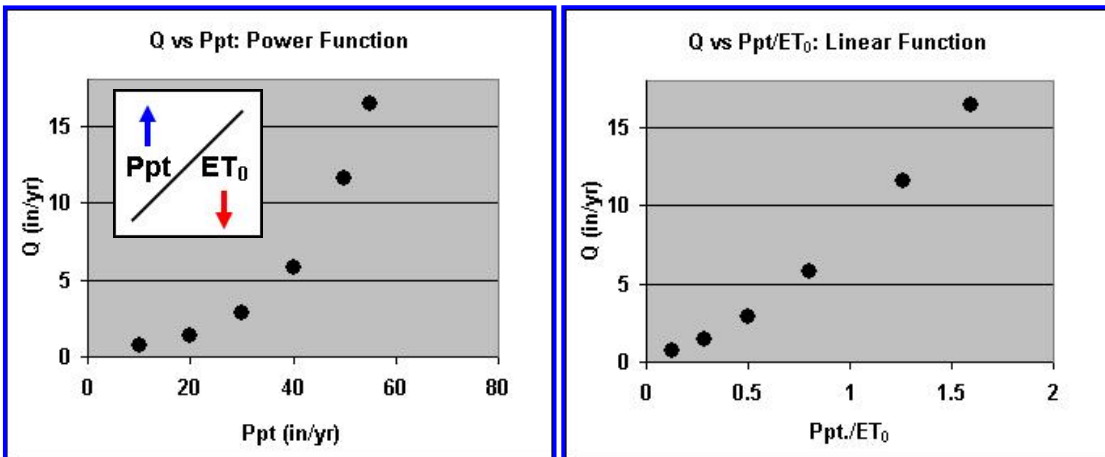 Q vs Ppt: Power Function
15
10
5
0
Q (in/yr)
Ppt
ET₀
0 20 40 60 80
Ppt (in/yr)
Q vs Ppt/ET₀: Linear Function
15
10
5
0
Q (in/yr)
0 0.5 1 1.5 2
Ppt./ET₀